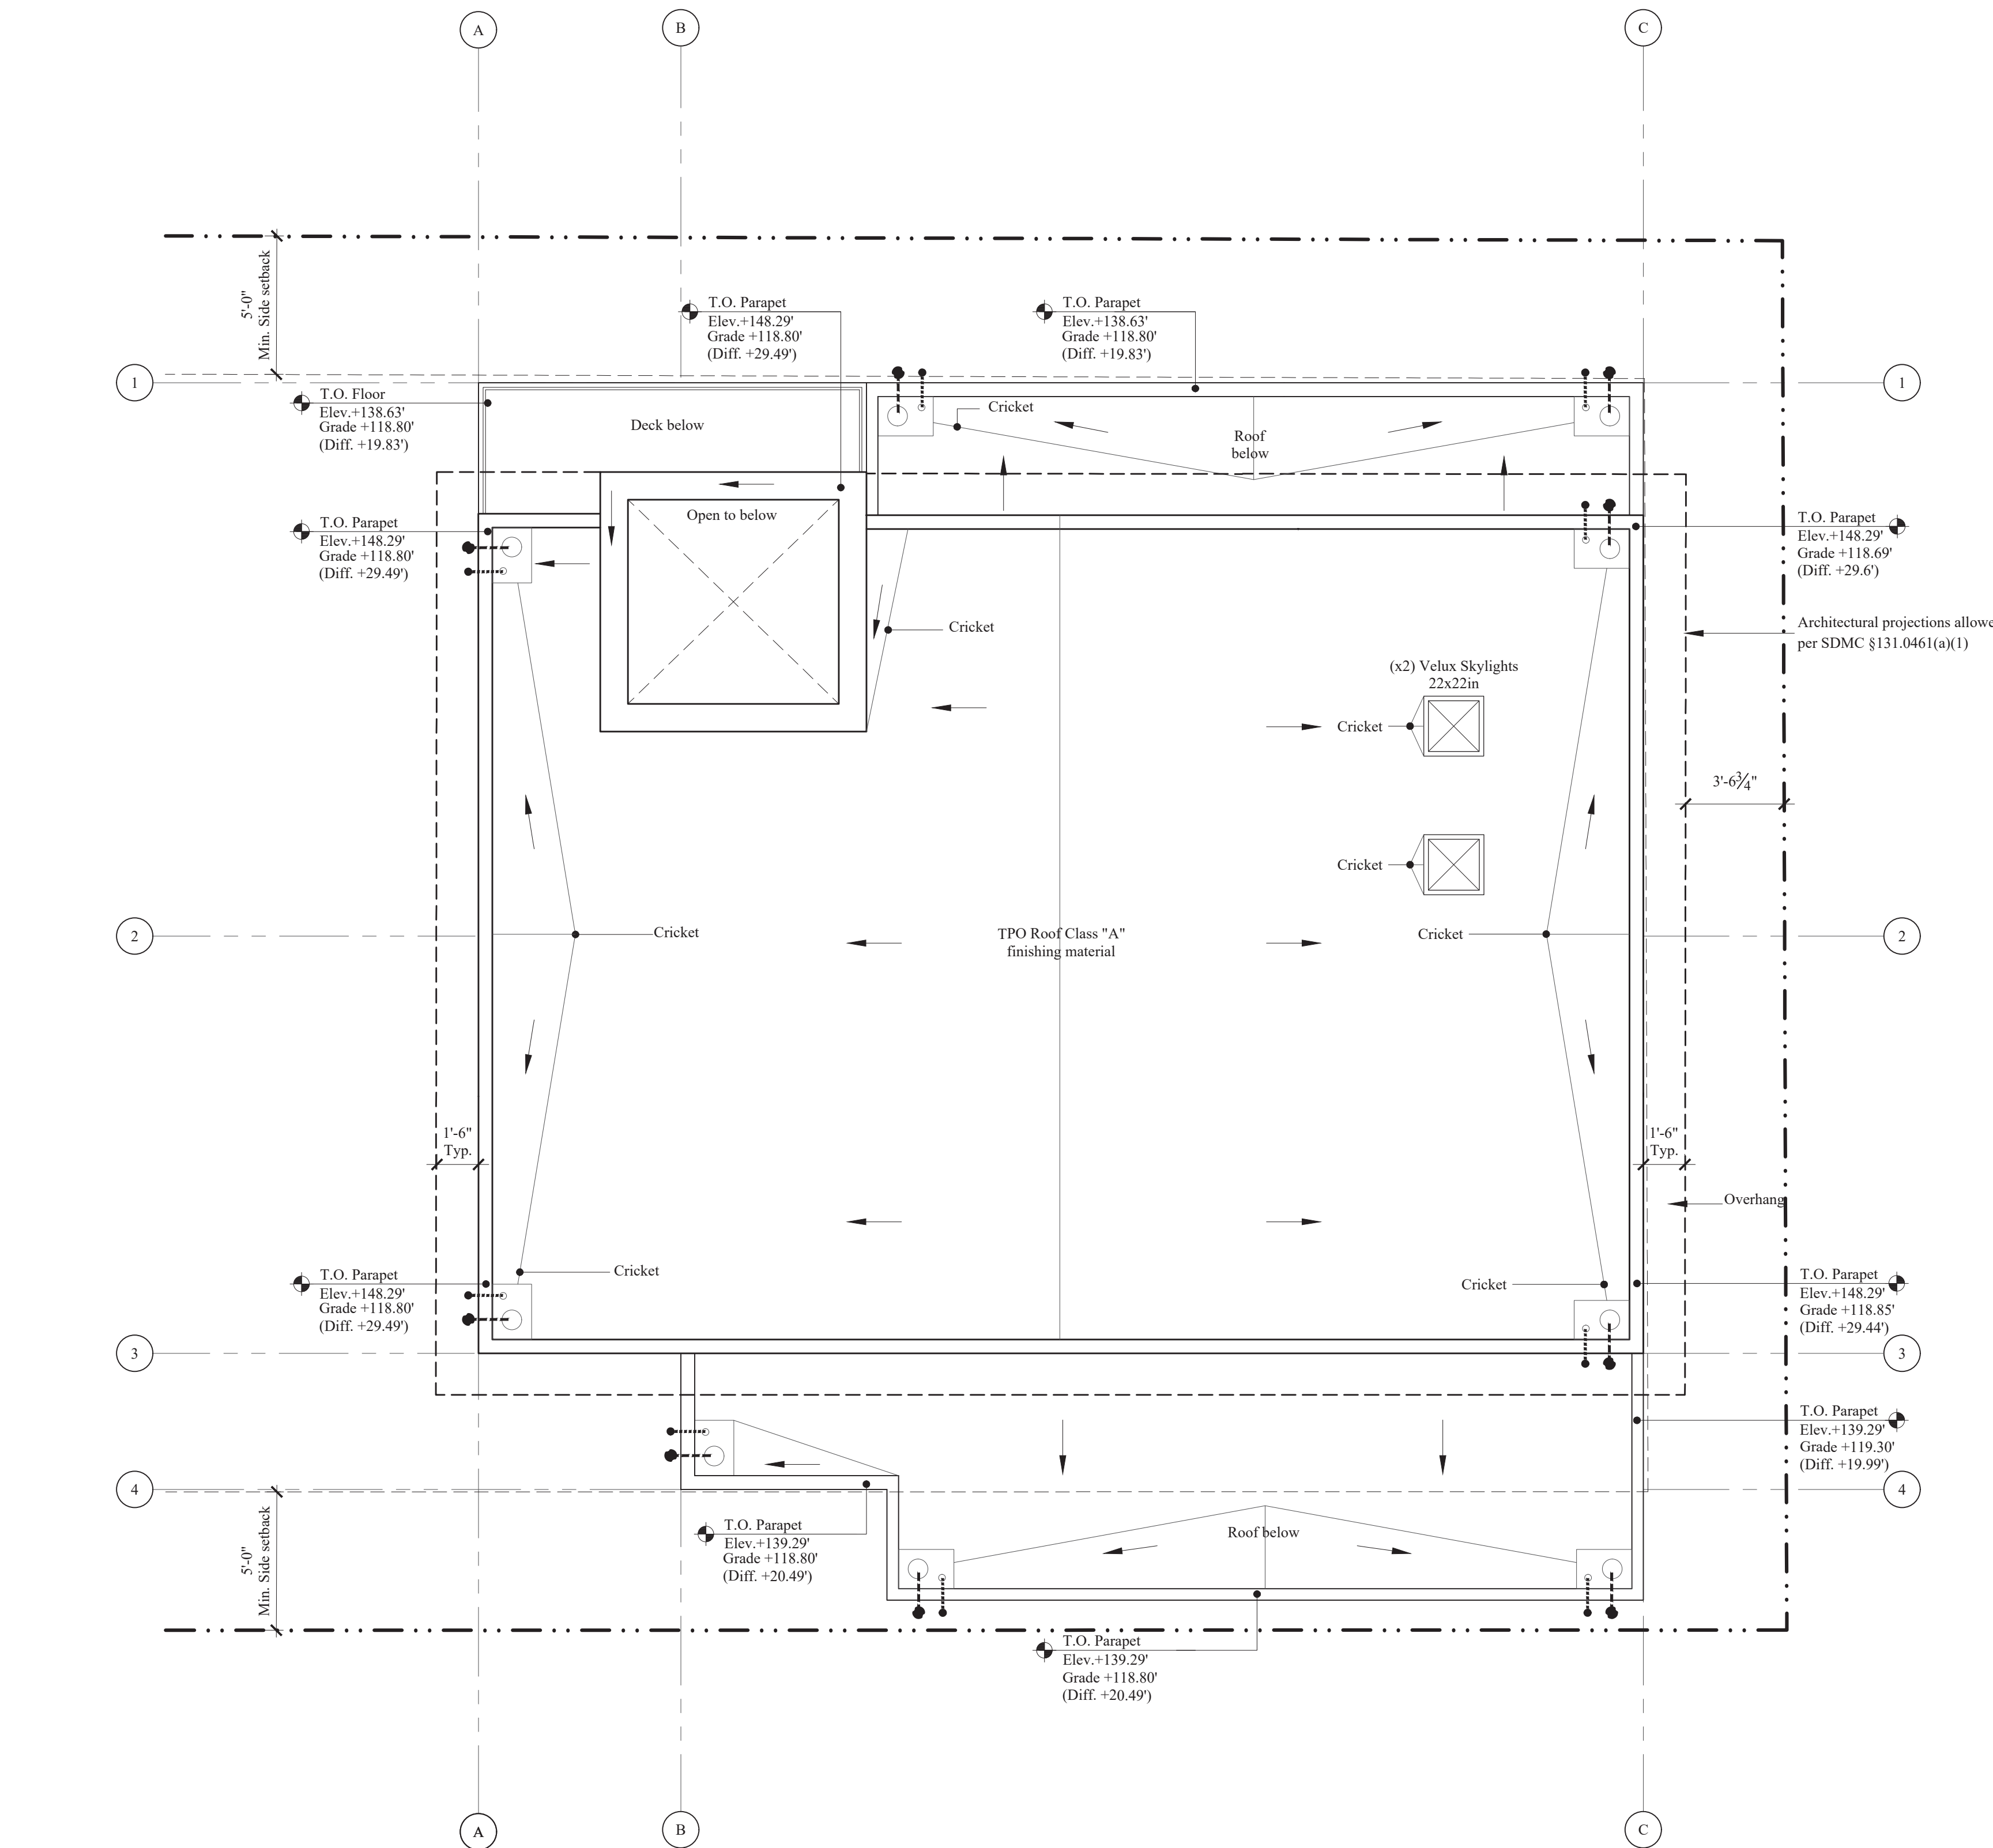 A
B
C
5'-0"
Min. Side setback
T.O. Parapet
Elev.+148.29'
Grade +118.80'
(Diff. +29.49')
T.O. Parapet
Elev.+138.63'
Grade +118.80'
(Diff. +19.83')
1
1
T.O. Floor
Elev.+138.63'
Grade +118.80'
(Diff. +19.83')
Deck below
Cricket
Roof
below
Open to below
T.O. Parapet
Elev.+148.29'
Grade +118.80'
(Diff. +29.49')
T.O. Parapet
Elev.+148.29'
Grade +118.69'
(Diff. +29.6')
Cricket
Architectural projections allowe
per SDMC §131.0461(a)(1)
(x2) Velux Skylights
22x22in
Cricket
3'-6¾"
Cricket
2
Cricket
TPO Roof Class "A"
finishing material
Cricket
2
1'-6"
Typ.
1'-6"
Typ.
Overhang
Cricket
Cricket
T.O. Parapet
Elev.+148.29'
Grade +118.80'
(Diff. +29.49')
T.O. Parapet
Elev.+148.29'
Grade +118.85'
(Diff. +29.44')
3
3
T.O. Parapet
Elev.+139.29'
Grade +119.30'
(Diff. +19.99')
4
4
5'-0"
Min. Side setback
T.O. Parapet
Elev.+139.29'
Grade +118.80'
(Diff. +20.49')
Roof below
T.O. Parapet
Elev.+139.29'
Grade +118.80'
(Diff. +20.49')
A
B
C